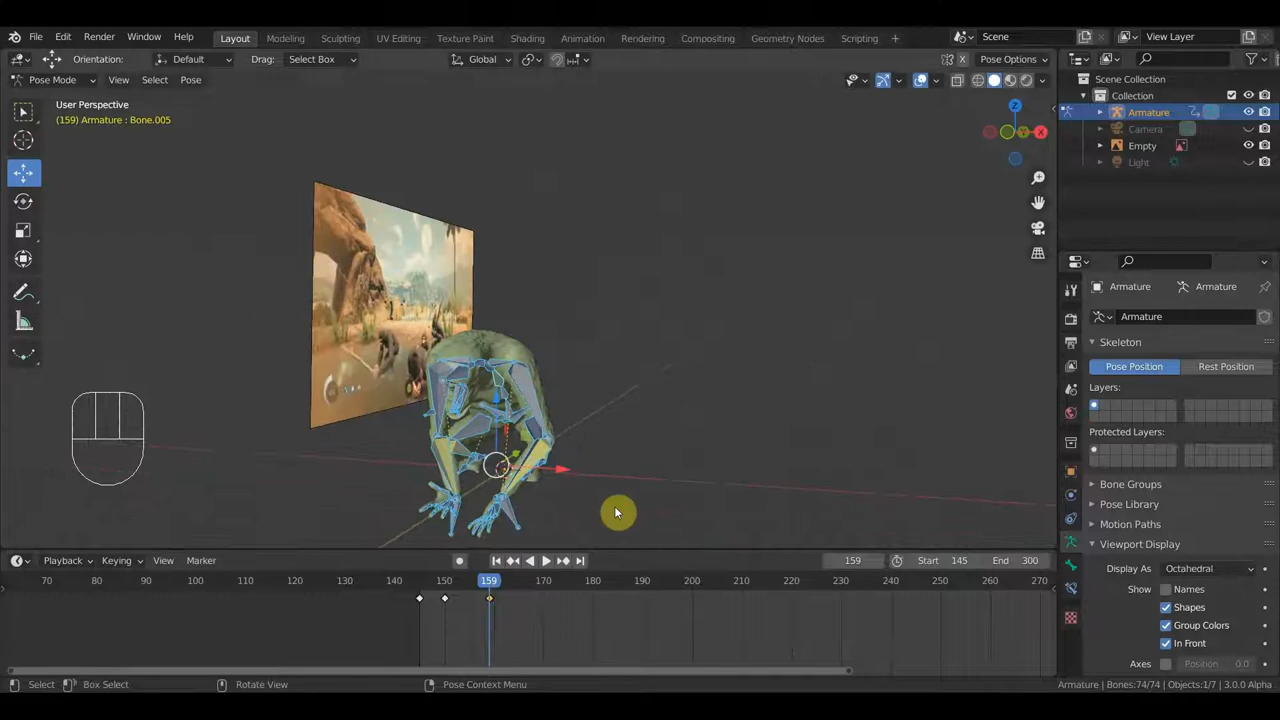 File Edit Render Window Help Layout Modeling Sculpting UV Editing Texture Paint Shading Animation Rendering Compositing Geometry Nodes Scripting + Scene View Layer
Orientation: Default Drag: Select Box Global Pose Options
Pose Mode View Select Pose
User Perspective
(159) Armature : Bone.005
Z
X
Y
Scene Collection
Collection
Armature
Camera
Empty
Light
Armature Armature
Armature
Skeleton
Pose Position Rest Position
Layers:
Protected Layers:
Bone Groups
Pose Library
Motion Paths
Viewport Display
Display As Octahedral
Show Names
Shapes
Group Colors
In Front
Axes Position 0.0
Playback Keying View Marker 159 Start 145 End 300
70 80 90 100 110 120 130 140 159 170 180 190 200 210 220 230 240 250 260 270
Select Box Select Rotate View Pose Context Menu Armature | Bones:74/74 | Objects:1/7 | 3.0.0 Alpha